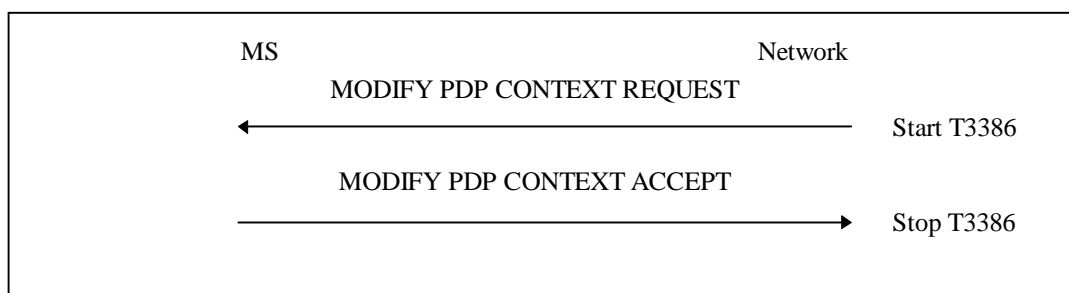 MS Network
MODIFY PDP CONTEXT REQUEST
Start T3386
MODIFY PDP CONTEXT ACCEPT
Stop T3386